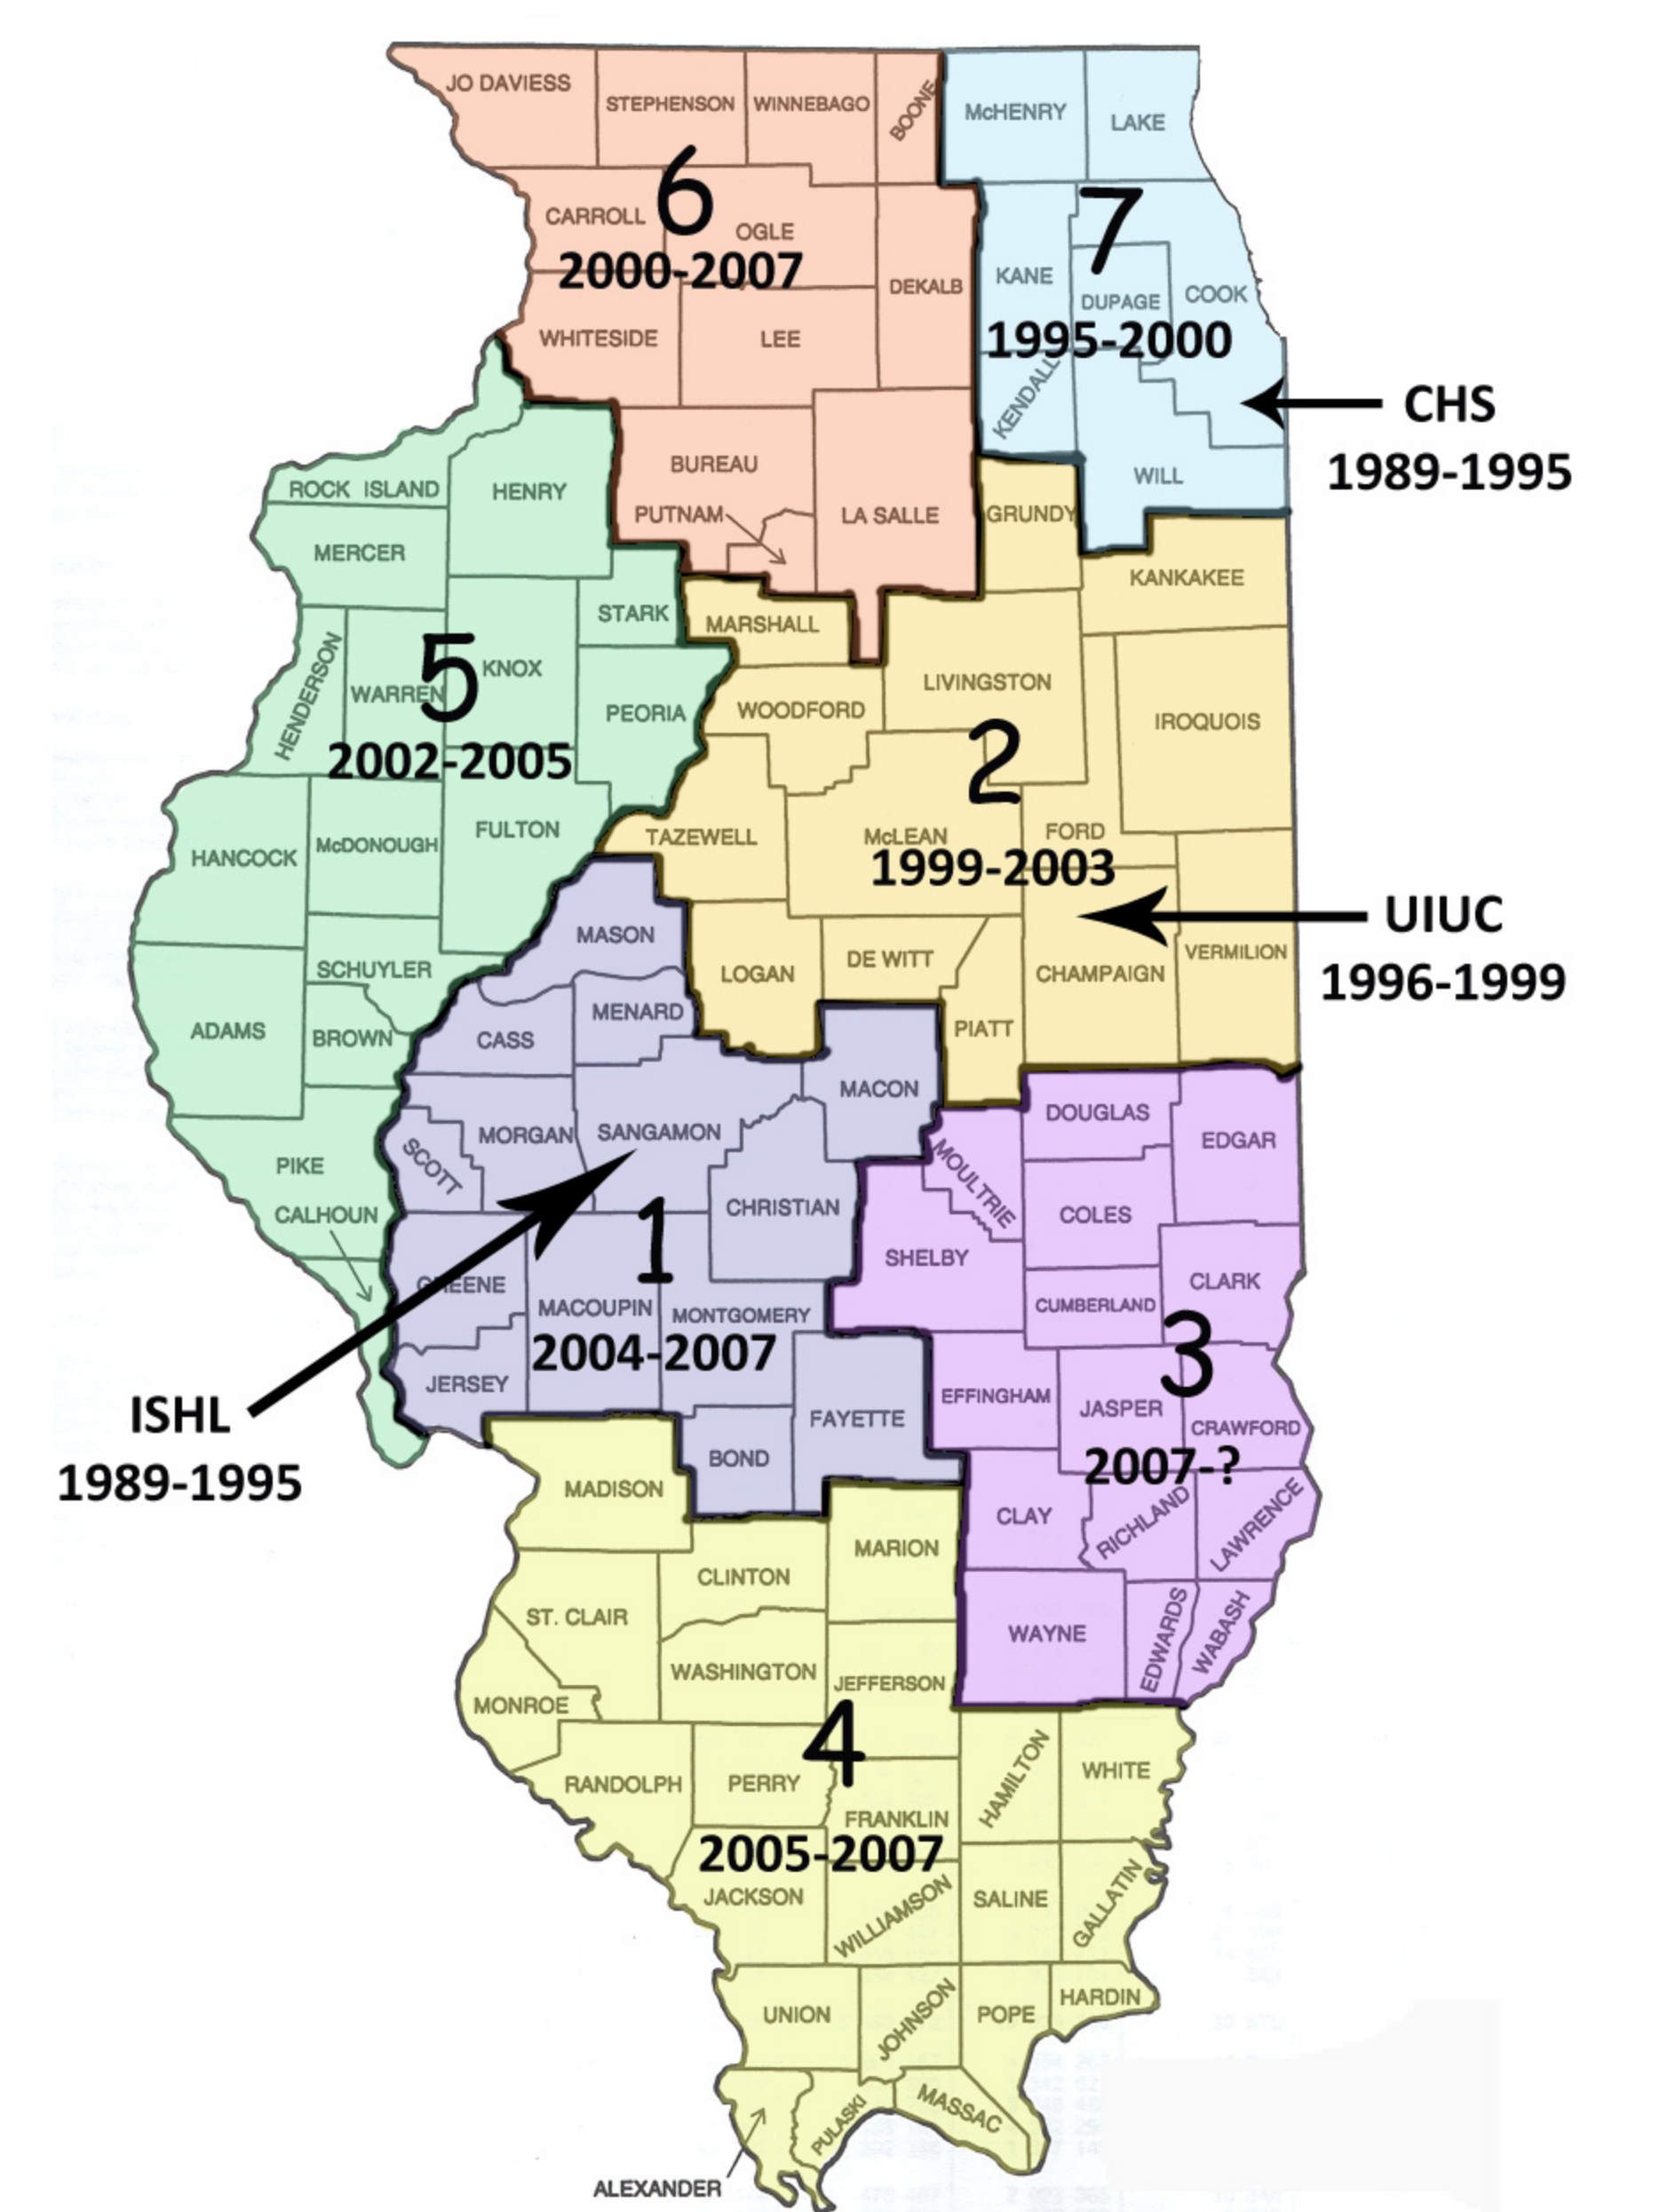 JO DAVIESS
STEPHENSON
WINNEBAGO
BOONE
McHENRY
LAKE
6
7
CARROLL
OGLE
2000-2007
DEKALB
KANE
DUPAGE
COOK
WHITESIDE
LEE
1995-2000
KENDALL
CHS
1989-1995
BUREAU
PUTNAM
LA SALLE
WILL
GRUNDY
ROCK ISLAND
HENRY
MERCER
KANKAKEE
STARK
MARSHALL
HENDERSON
WARREN
5
KNOX
PEORIA
2002-2005
WOODFORD
LIVINGSTON
IROQUOIS
2
HANCOCK
McDONOUGH
FULTON
TAZEWELL
McLEAN
FORD
1999-2003
UIUC
1996-1999
MASON
LOGAN
DE WITT
CHAMPAIGN
VERMILION
SCHUYLER
ADAMS
BROWN
CASS
MENARD
PIATT
MACON
DOUGLAS
EDGAR
PIKE
SCOTT
MORGAN
SANGAMON
MOULTRIE
CALHOUN
CHRISTIAN
COLES
SHELBY
1
GREENE
MACOUPIN
MONTGOMERY
CUMBERLAND
CLARK
2004-2007
3
ISHL
1989-1995
JERSEY
FAYETTE
EFFINGHAM
JASPER
CRAWFORD
BOND
2007-?
MADISON
CLAY
RICHLAND
LAWRENCE
MARION
CLINTON
ST. CLAIR
WAYNE
EDWARDS
WABASH
WASHINGTON
JEFFERSON
MONROE
4
RANDOLPH
PERRY
FRANKLIN
HAMILTON
WHITE
2005-2007
JACKSON
WILLIAMSON
SALINE
GALLATIN
UNION
JOHNSON
POPE
HARDIN
PULASKI
MASSAC
ALEXANDER